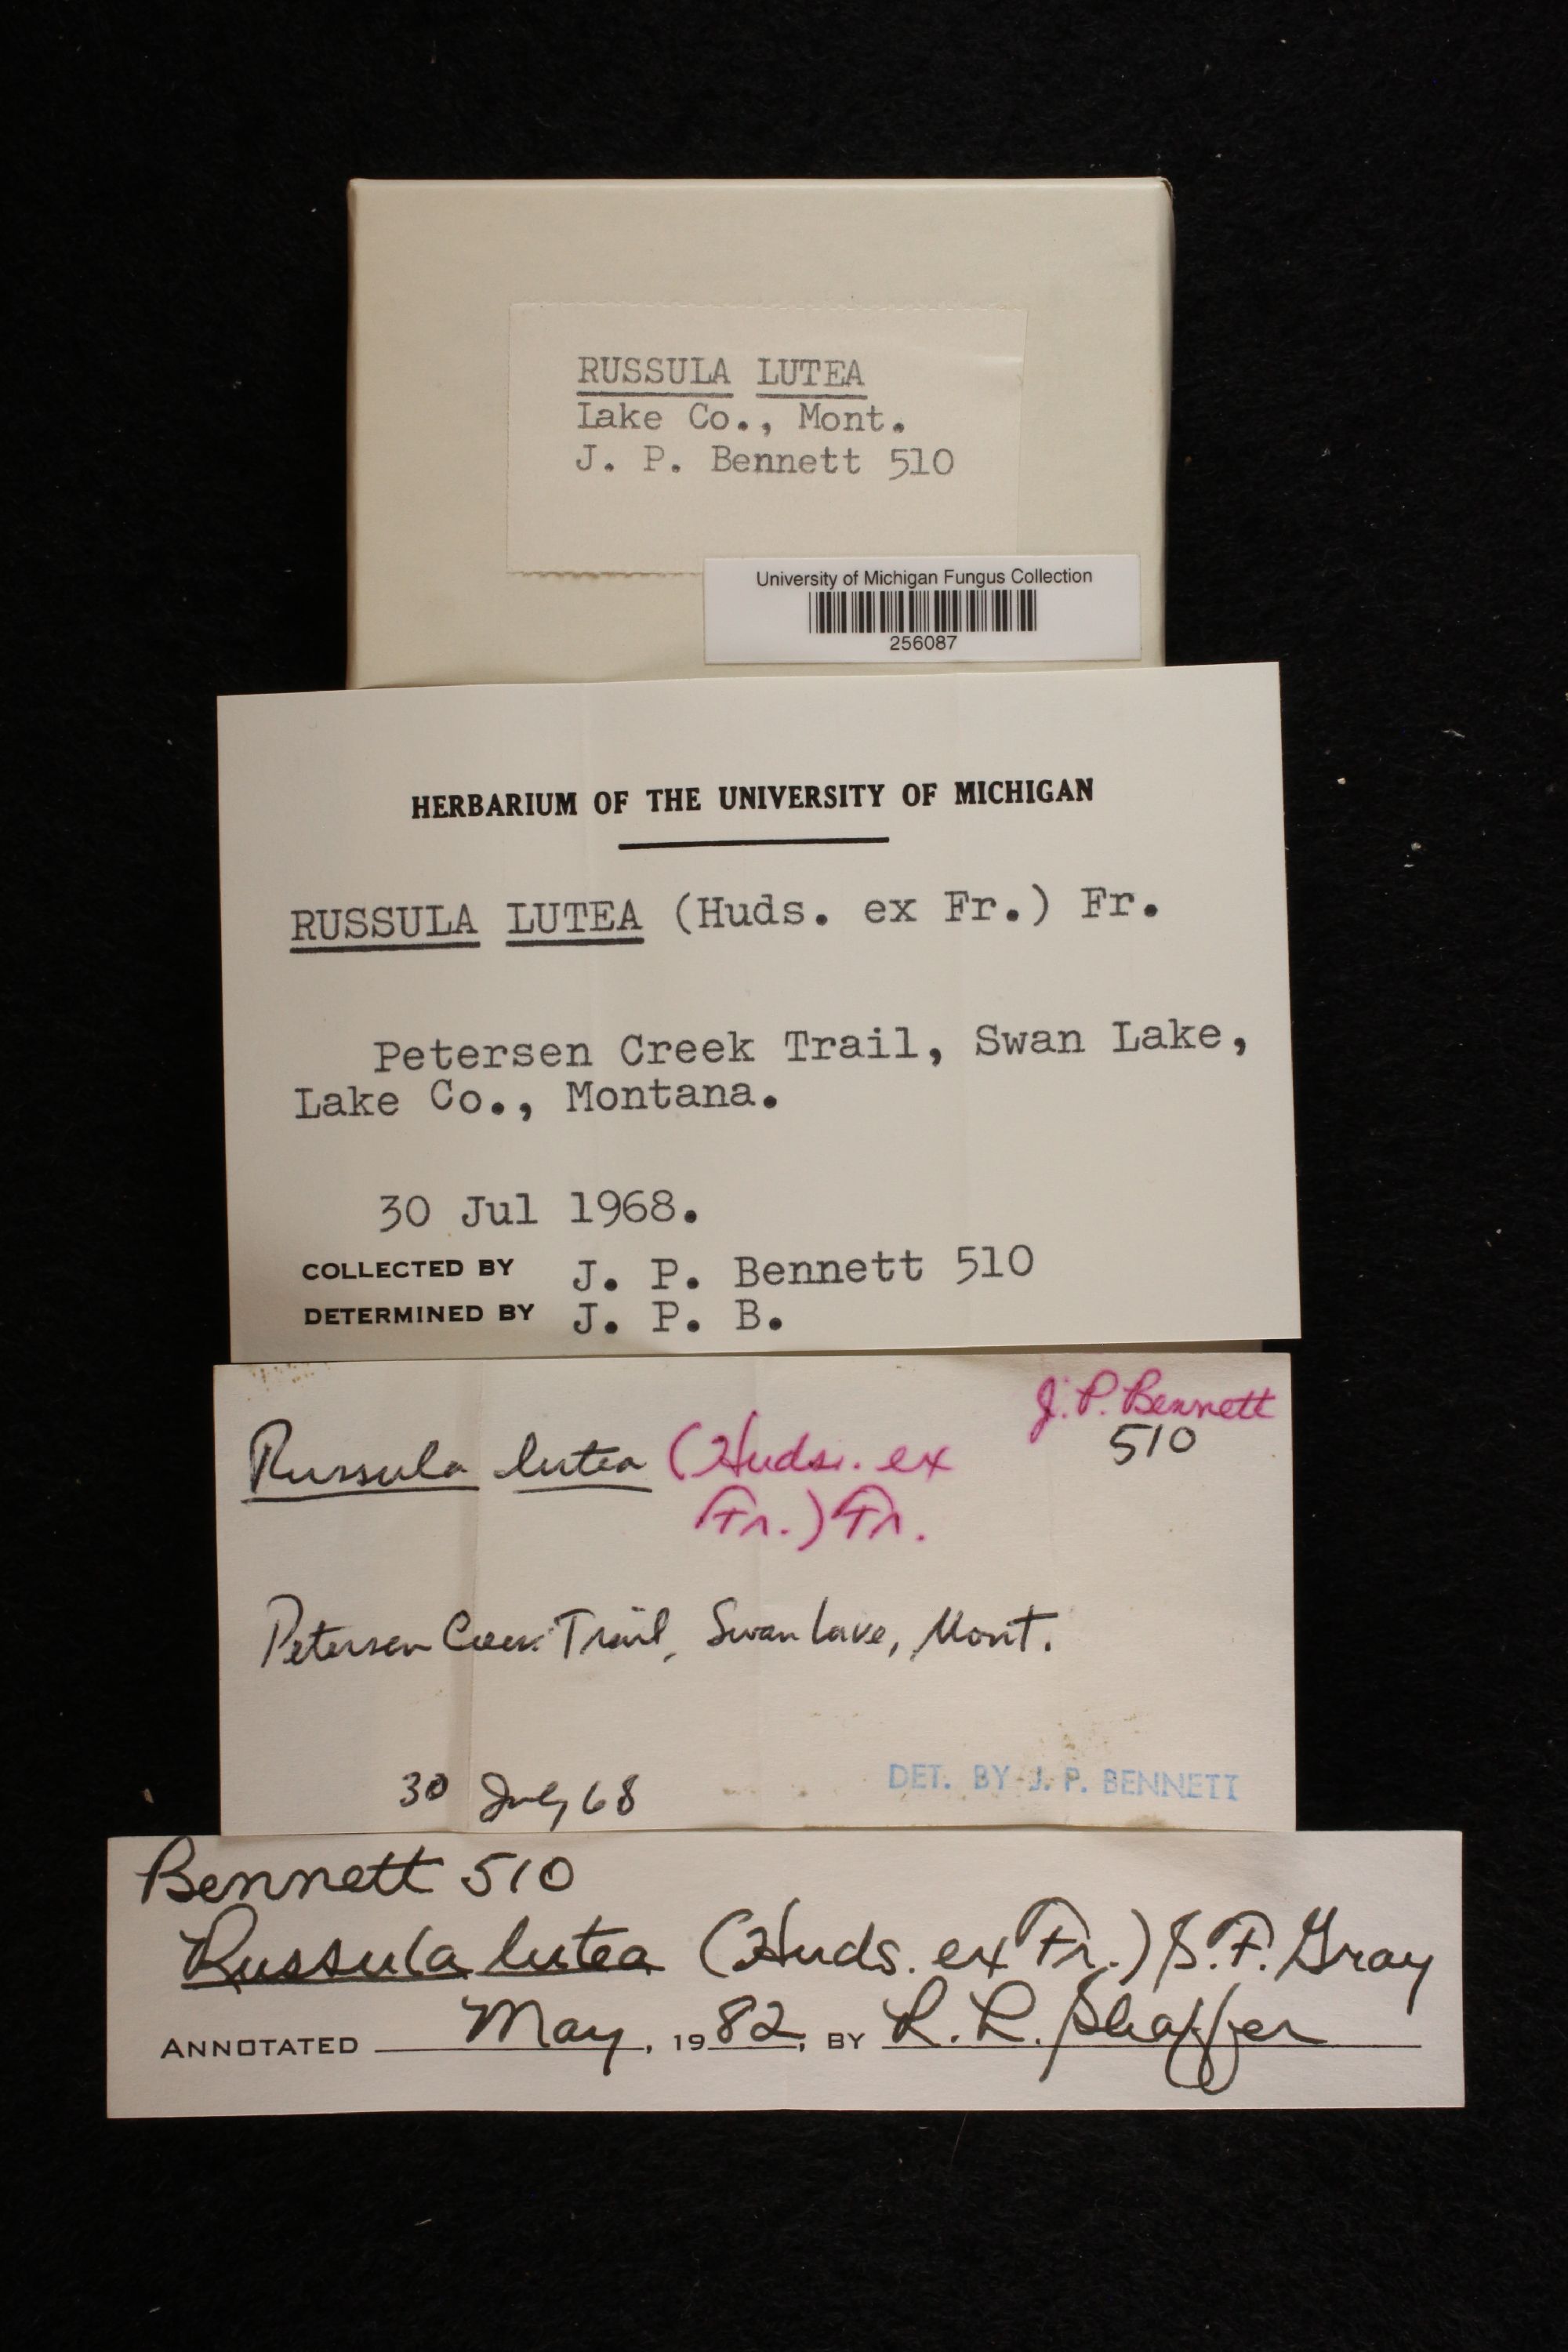 RUSSULA LUTEA
Lake Co., Mont.
J. P. Bennett 510
University of Michigan Fungus Collection
256087
HERBARIUM OF THE UNIVERSITY OF MICHIGAN
RUSSULA LUTEA (Huds. ex Fr.) Fr.
Petersen Creek Trail, Swan Lake,
Lake Co., Montana.
30 Jul 1968.
COLLECTED BY J. P. Bennett 510
DETERMINED BY J. P. B.
J. P. Bennett
510
Russula lutea (Huds. ex
Fr.) Fr.
Petersen Creek Trail, Swan Lake, Mont.
30 July 68
DET. BY J. P. BENNETT
Bennett 510
Russula lutea (Huds. ex Fr.) S. F. Gray
ANNOTATED May, 1982, BY R. L. Shaffer